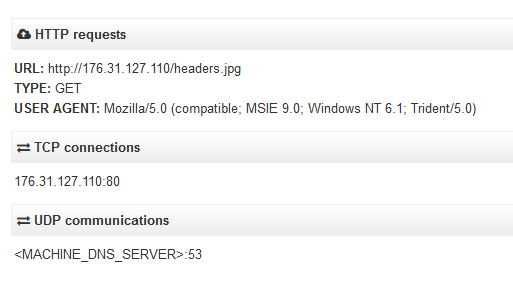 HTTP requests
URL: http://176.31.127.110/headers.jpg
TYPE: GET
USER AGENT: Mozilla/5.0 (compatible; MSIE 9.0; Windows NT 6.1; Trident/5.0)
TCP connections
176.31.127.110:80
UDP communications
<MACHINE_DNS_SERVER>:53